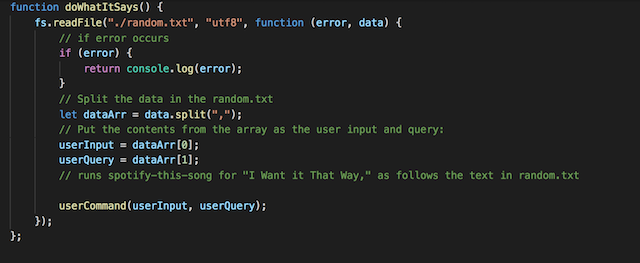 function doWhatItSays() {
fs.readFile("./random.txt", "utf8", function (error, data) {
// if error occurs
if (error) {
return console.log(error);
}
// Split the data in the random.txt
let dataArr = data.split(",");
// Put the contents from the array as the user input and query:
userInput = dataArr[0];
userQuery = dataArr[1];
// runs spotify-this-song for "I Want it That Way," as follows the text in random.txt
userCommand(userInput, userQuery);
});
};